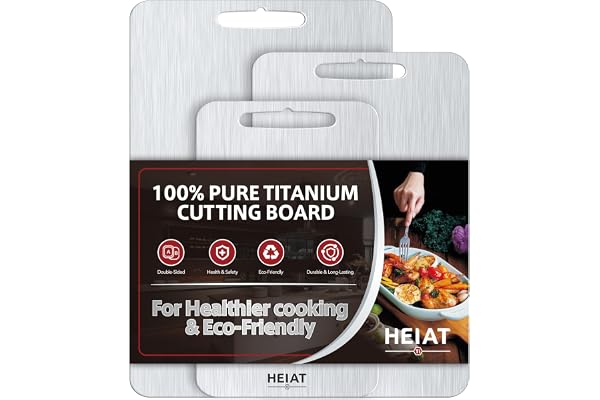 100% PURE TITANIUM
CUTTING BOARD
Double-Sided
Health & Safety
Eco-Friendly
Durable & Long-Lasting
For Healthier cooking
& Eco-Friendly
HEIAT
TI
HEIAT